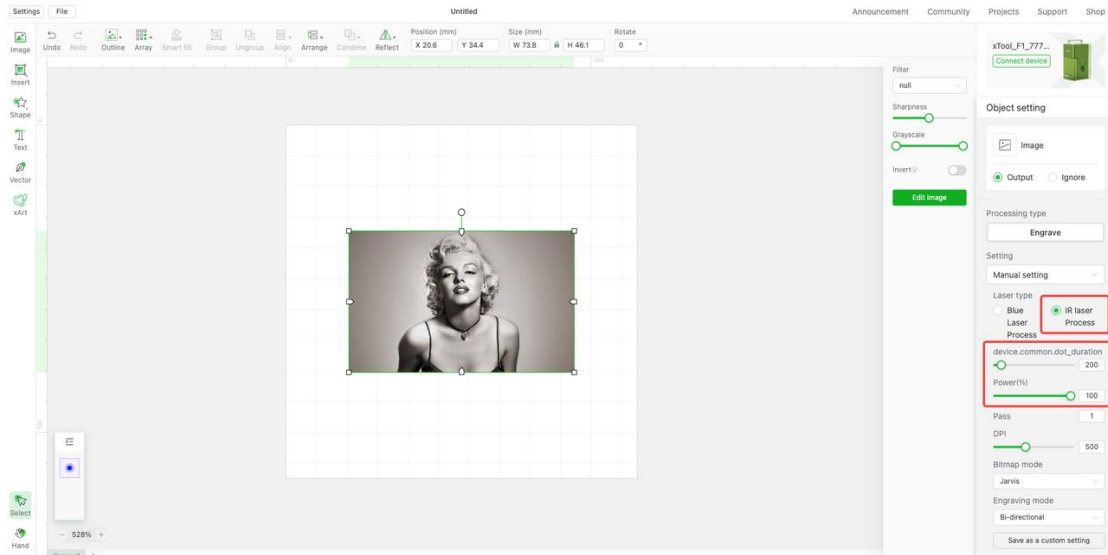 Settings File Untitled Announcement Community Projects Support Shop
Undo Redo Outline Array Smart fill Group Ungroup Align Arrange Combine Reflect
Position (mm) Size (mm) Rotate
X 20.6 Y 34.4 W 73.8 H 46.1 0 °
Image
Insert
Shape
Text
Vector
xArt
Select
Hand
0 100
0
100
528%
Filter
null
Sharpness
Grayscale
Invert
Edit image
xTool_F1_777...
Connect device
Object setting
Image
Output Ignore
Processing type
Engrave
Setting
Manual setting
Laser type
Blue Laser Process
IR laser Process
device.common.dot_duration
200
Power(%)
100
Pass 1
DPI
500
Bitmap mode
Jarvis
Engraving mode
Bi-directional
Save as a custom setting